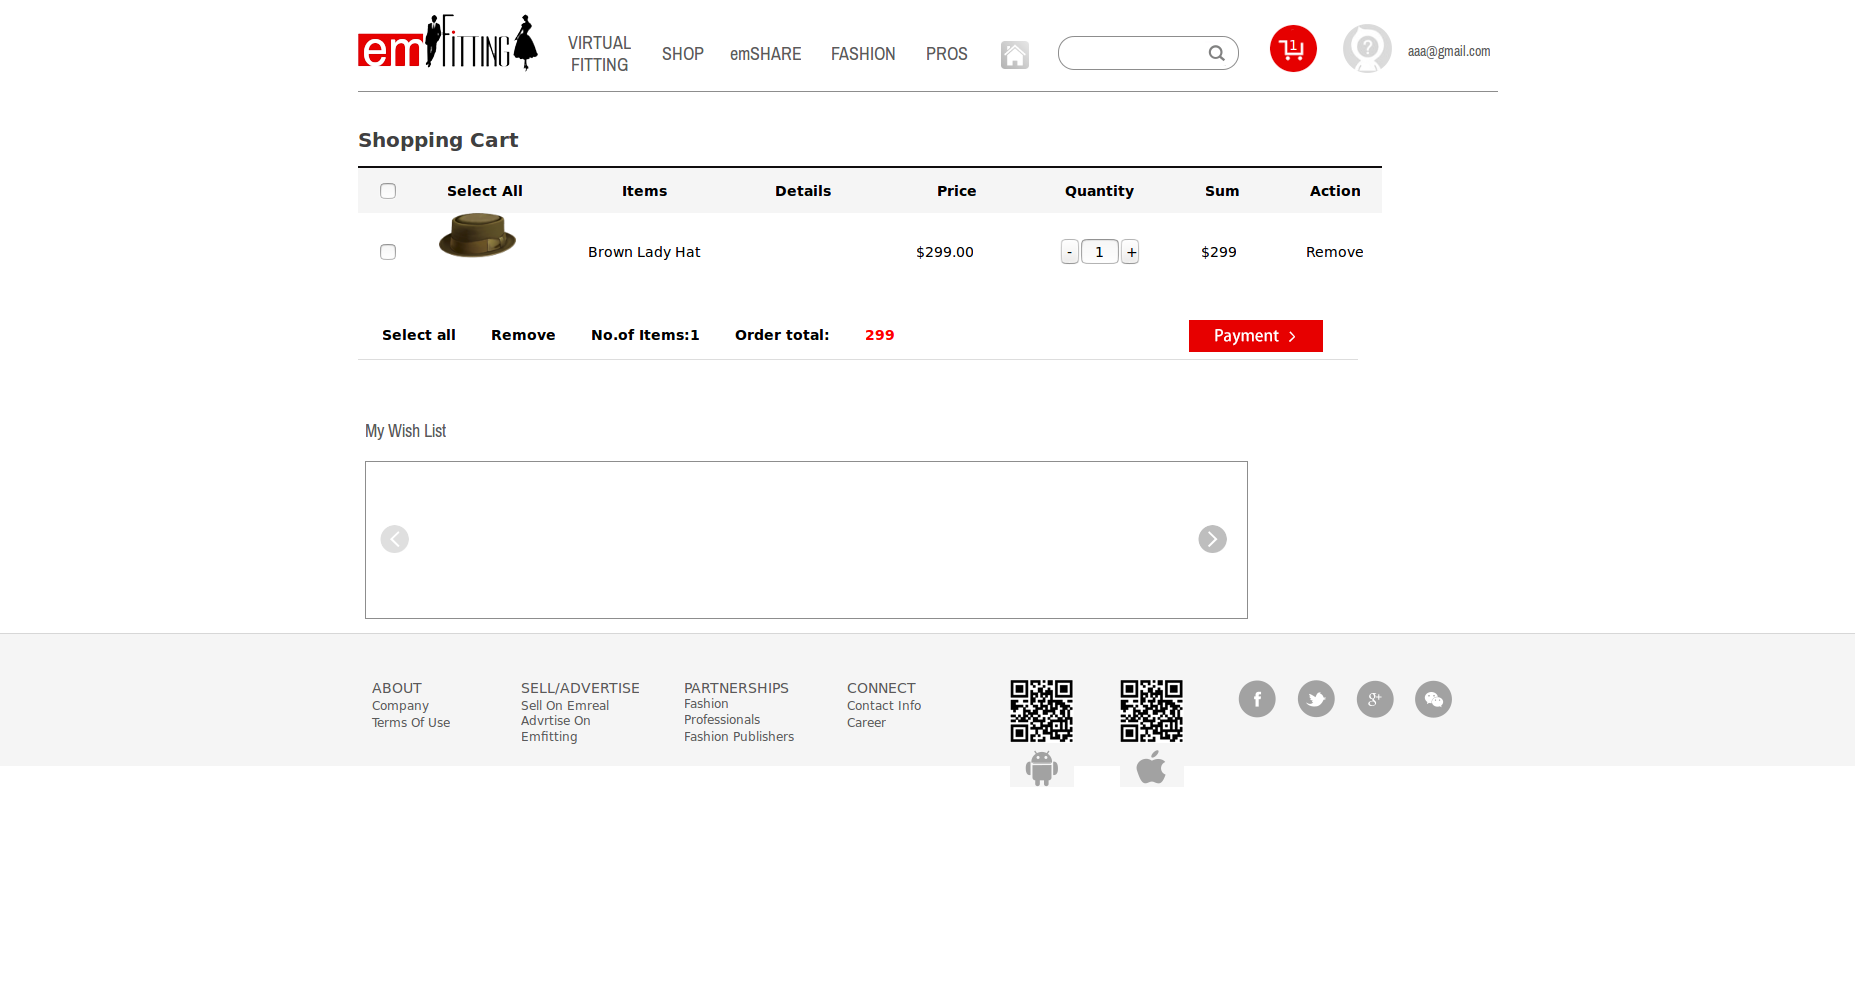 emFITTING
VIRTUAL
FITTING
SHOP
emSHARE
FASHION
PROS
1
?
aaa@gmail.com
Shopping Cart
Select All Items Details Price Quantity Sum Action
Brown Lady Hat $299.00 - 1 + $299 Remove
Select all Remove No.of Items:1 Order total: 299 Payment >
My Wish List
ABOUT
Company
Terms Of Use
SELL/ADVERTISE
Sell On Emreal
Advrtise On
Emfitting
PARTNERSHIPS
Fashion
Professionals
Fashion Publishers
CONNECT
Contact Info
Career
f
g+